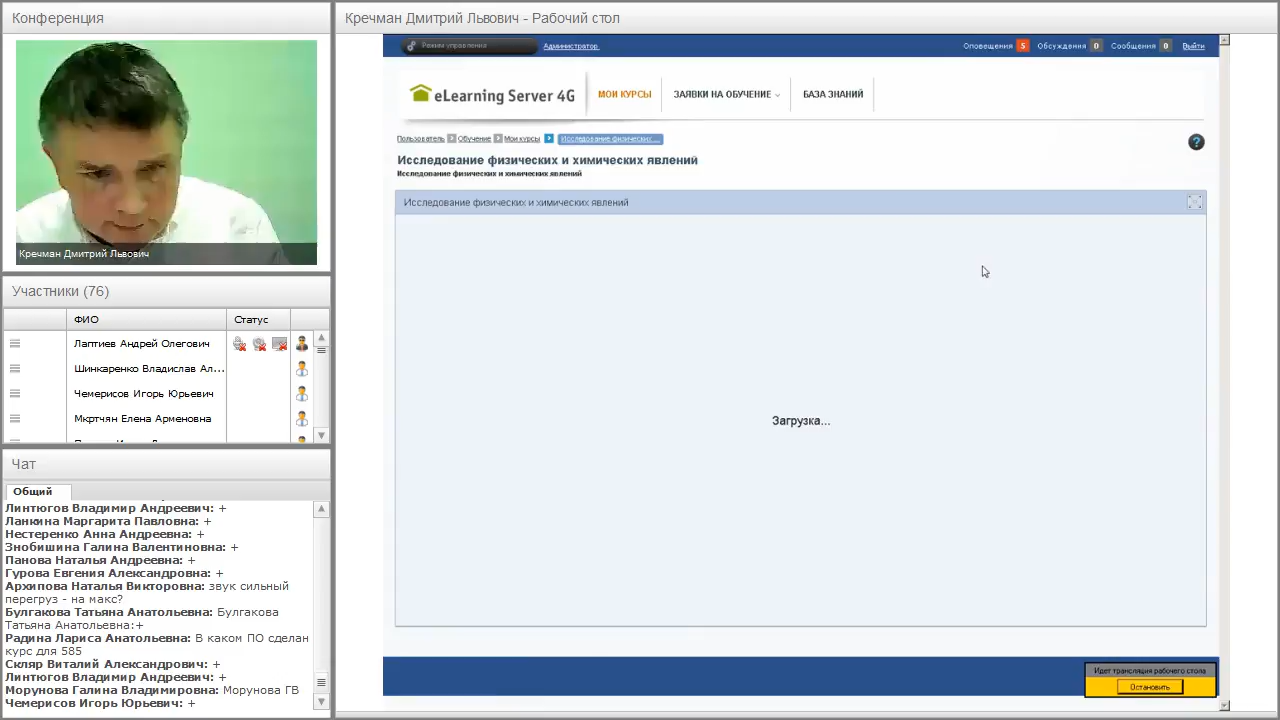 Конференция
Кречман Дмитрий Львович
Участники (76)
ФИО Статус
Лаптиев Андрей Олегович
Шинкаренко Владислав Ал...
Чемерисов Игорь Юрьевич
Мкртчян Елена Арменовна
Чат
Общий
Линтюгов Владимир Андреевич: +
Ланкина Маргарита Павловна: +
Нестеренко Анна Андреевна: +
Знобишина Галина Валентиновна: +
Панова Наталья Андреевна: +
Гурова Евгения Александровна: +
Архипова Наталья Викторовна: звук сильный
перегруз - на макс?
Булгакова Татьяна Анатольевна: Булгакова
Татьяна Анатольевна:+
Радина Лариса Анатольевна: В каком ПО сделан
курс для 585
Скляр Виталий Александрович: +
Линтюгов Владимир Андреевич: +
Морунова Галина Владимировна: Морунова ГВ
Чемерисов Игорь Юрьевич: +
Кречман Дмитрий Львович - Рабочий стол
Режим управления Администратор Оповещения 5 Обсуждения 0 Сообщения 0 Выйти
eLearning Server 4G МОИ КУРСЫ ЗАЯВКИ НА ОБУЧЕНИЕ БАЗА ЗНАНИЙ
Пользователь Обучение Мои курсы Исследование физических ...
Исследование физических и химических явлений
Исследование физических и химических явлений
Исследование физических и химических явлений
Загрузка...
Идет трансляция рабочего стола
Остановить